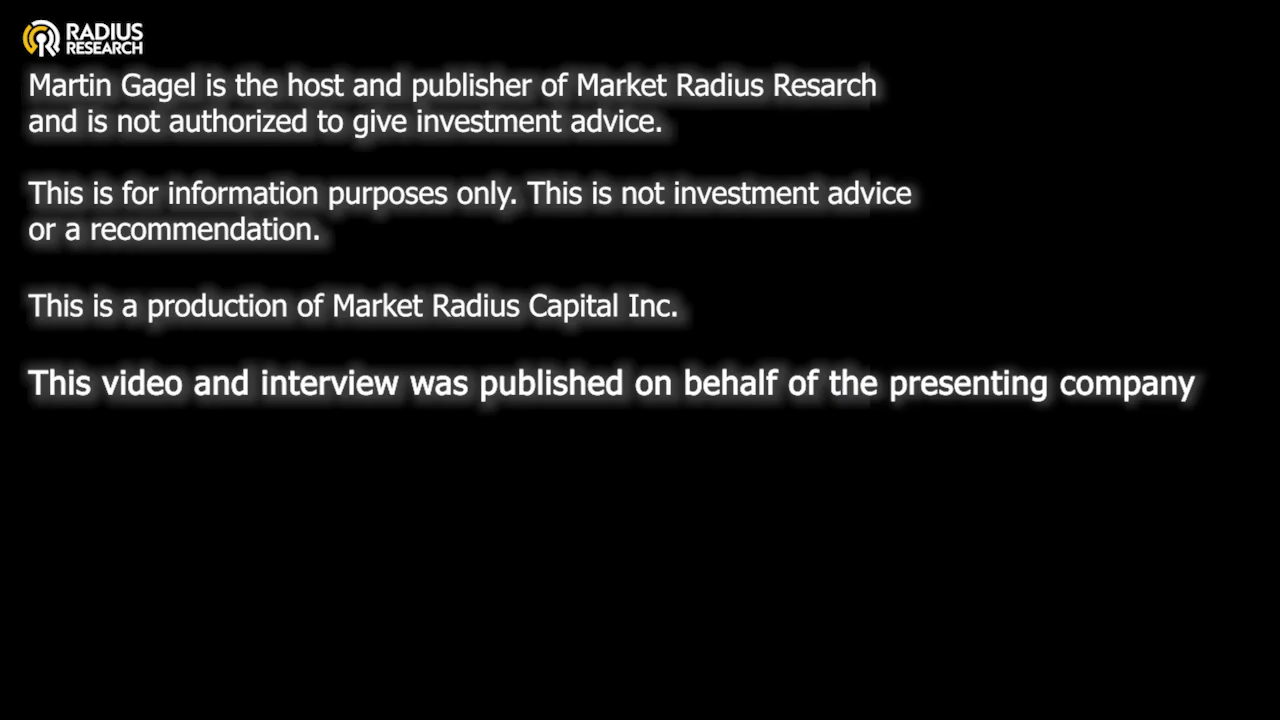 RADIUS
RESEARCH
Martin Gagel is the host and publisher of Market Radius Resarch
and is not authorized to give investment advice.
This is for information purposes only. This is not investment advice
or a recommendation.
This is a production of Market Radius Capital Inc.
This video and interview was published on behalf of the presenting company